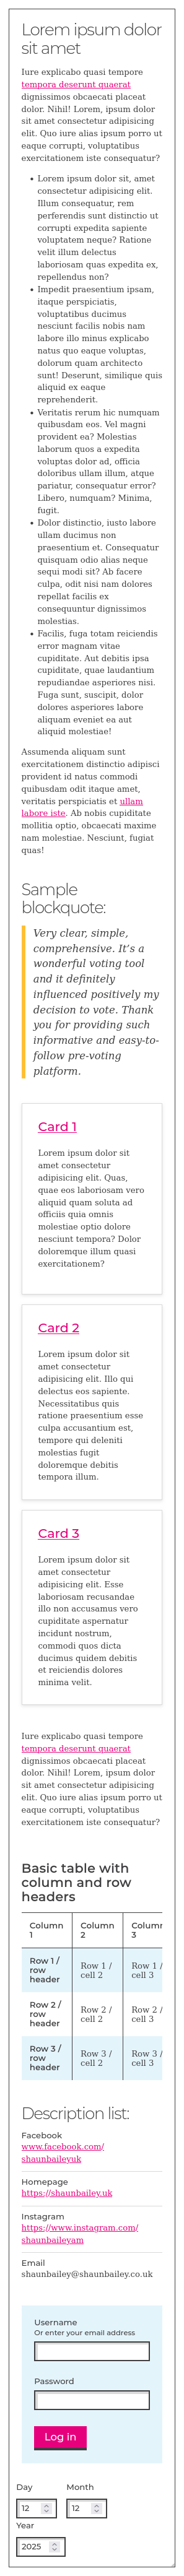 Lorem ipsum dolor
sit amet
Iure explicabo quasi tempore
tempora deserunt quaerat
dignissimos obcaecati placeat
dolor. Nihil! Lorem, ipsum dolor
sit amet consectetur adipisicing
elit. Quo iure alias ipsum porro ut
eaque corrupti, voluptatibus
exercitationem iste consequatur?
• Lorem ipsum dolor sit, amet
consectetur adipisicing elit.
Illum consequatur, rem
perferendis sunt distinctio ut
corrupti expedita sapiente
voluptatem neque? Ratione
velit illum delectus
laboriosam quas expedita ex,
repellendus non?
• Impedit praesentium ipsam,
itaque perspiciatis,
voluptatibus ducimus
nesciunt facilis nobis nam
labore illo minus explicabo
natus quo eaque voluptas,
dolorum quam architecto
sunt! Deserunt, similique quis
aliquid ex eaque
reprehenderit.
• Veritatis rerum hic numquam
quibusdam eos. Vel magni
provident ea? Molestias
laborum quos a expedita
voluptas dolor ad, officia
doloribus ullam illum, atque
pariatur, consequatur error?
Libero, numquam? Minima,
fugit.
• Dolor distinctio, iusto labore
ullam ducimus non
praesentium et. Consequatur
quisquam odio alias neque
sequi modi sit? Ab facere
culpa, odit nisi nam dolores
repellat facilis ex
consequuntur dignissimos
molestias.
• Facilis, fuga totam reiciendis
error magnam vitae
cupiditate. Aut debitis ipsa
cupiditate, quae laudantium
repudiandae asperiores nisi.
Fuga sunt, suscipit, dolor
dolores asperiores labore
aliquam eveniet ea aut
aliquid molestiae!
Assumenda aliquam sunt
exercitationem distinctio adipisci
provident id natus commodi
quibusdam odit itaque amet,
veritatis perspiciatis et ullam
labore iste. Ab nobis cupiditate
mollitia optio, obcaecati maxime
nam molestiae. Nesciunt, fugiat
quas!
Sample
blockquote:
Very clear, simple,
comprehensive. It’s a
wonderful voting tool
and it definitely
influenced positively my
decision to vote. Thank
you for providing such
informative and easy-to-
follow pre-voting
platform.
Card 1
Lorem ipsum dolor sit
amet consectetur
adipisicing elit. Quas,
quae eos laboriosam vero
aliquid quam soluta ad
officiis quia omnis
molestiae optio dolore
nesciunt tempora? Dolor
doloremque illum quasi
exercitationem?
Card 2
Lorem ipsum dolor sit
amet consectetur
adipisicing elit. Illo qui
delectus eos sapiente.
Necessitatibus quis
ratione praesentium esse
culpa accusantium est,
tempore qui deleniti
molestias fugit
doloremque debitis
tempora illum.
Card 3
Lorem ipsum dolor sit
amet consectetur
adipisicing elit. Esse
laboriosam recusandae
illo non accusamus vero
cupiditate aspernatur
incidunt nostrum,
commodi quos dicta
ducimus quidem debitis
et reiciendis dolores
minima velit.
Iure explicabo quasi tempore
tempora deserunt quaerat
dignissimos obcaecati placeat
dolor. Nihil! Lorem, ipsum dolor
sit amet consectetur adipisicing
elit. Quo iure alias ipsum porro ut
eaque corrupti, voluptatibus
exercitationem iste consequatur?
Basic table with
column and row
headers
Column 1 Column 2 Column 3
Row 1 / row header Row 1 / cell 2 Row 1 / cell 3
Row 2 / row header Row 2 / cell 2 Row 2 / cell 3
Row 3 / row header Row 3 / cell 2 Row 3 / cell 3
Description list:
Facebook
www.facebook.com/
shaunbaileyuk
Homepage
https://shaunbailey.uk
Instagram
https://www.instagram.com/
shaunbaileyam
Email
shaunbailey@shaunbailey.co.uk
Username
Or enter your email address
Password
Log in
Day Month
12 12
Year
2025